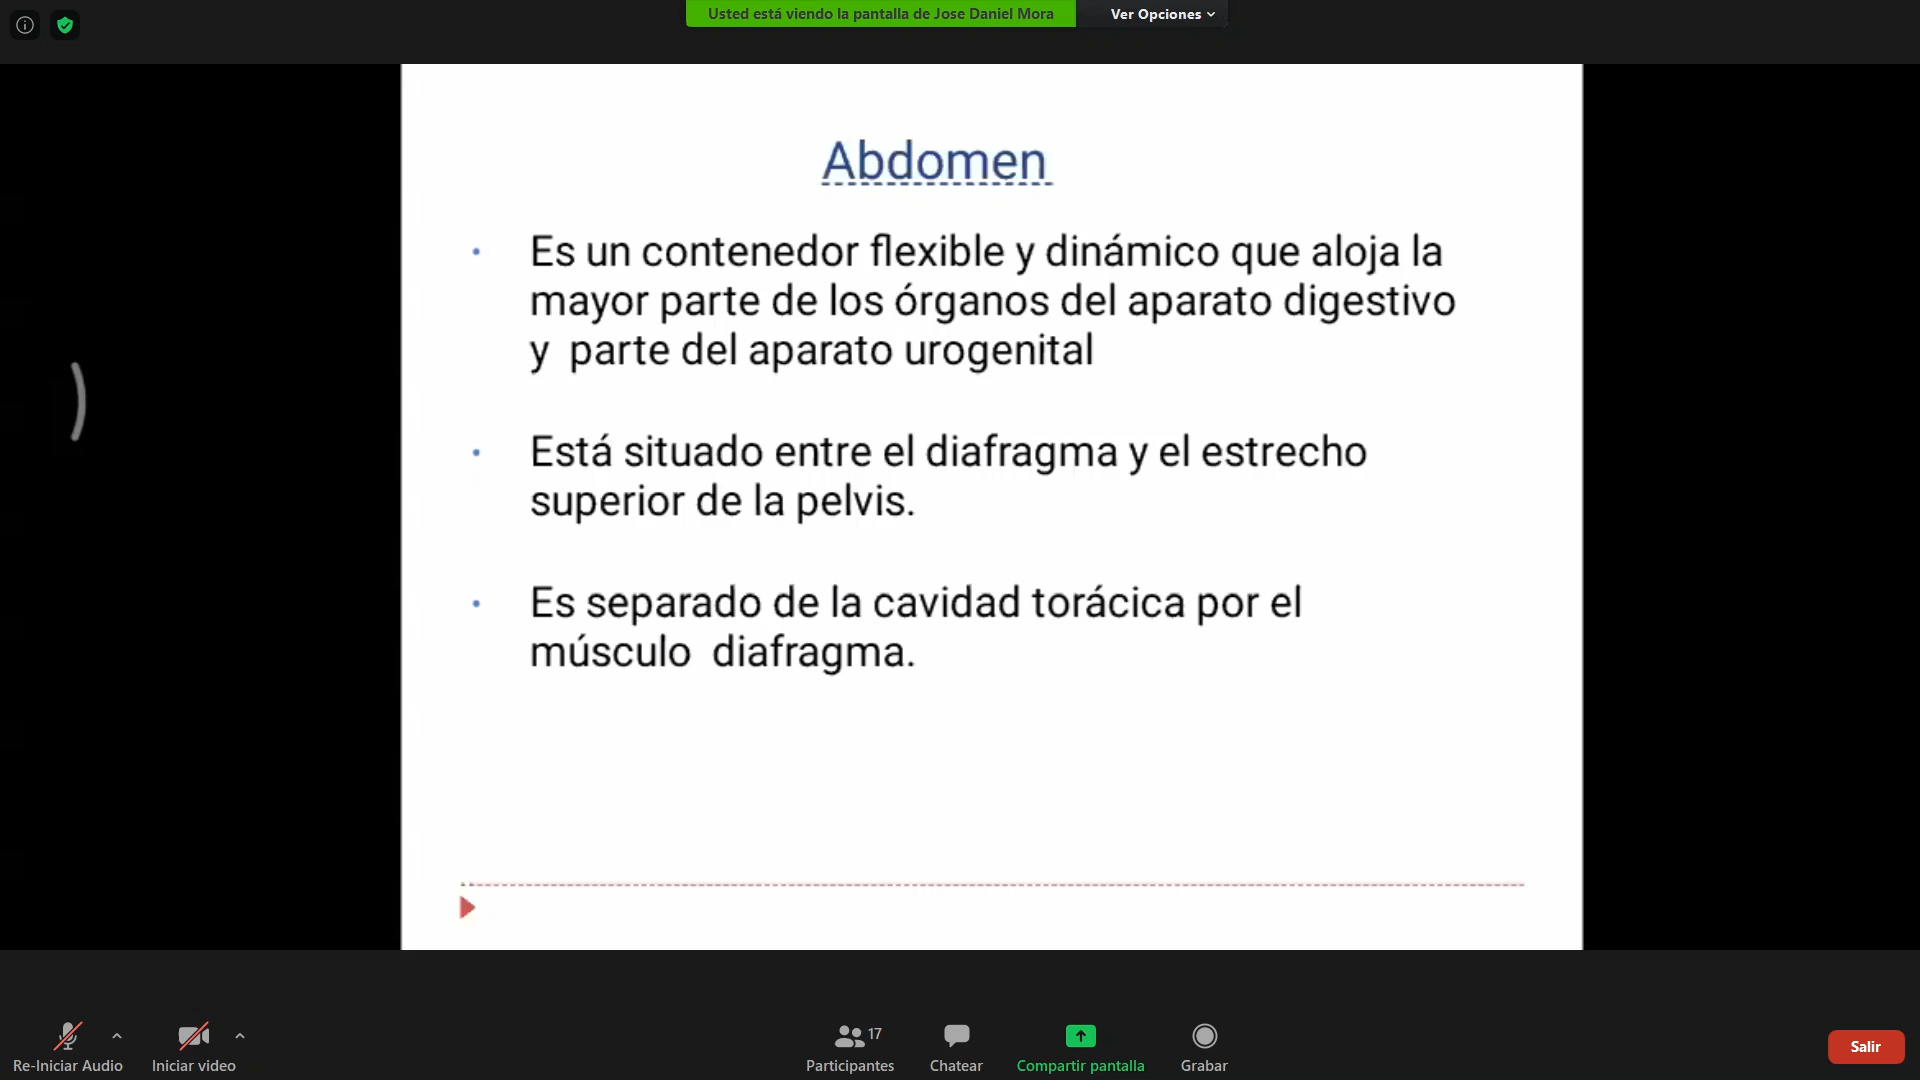 Usted está viendo la pantalla de Jose Daniel Mora
Ver Opciones
Abdomen
Es un contenedor flexible y dinámico que aloja la
mayor parte de los órganos del aparato digestivo
y parte del aparato urogenital
Está situado entre el diafragma y el estrecho
superior de la pelvis.
Es separado de la cavidad torácica por el
músculo diafragma.
Re-Iniciar Audio
Iniciar video
17
Participantes
Chatear
Compartir pantalla
Grabar
Salir